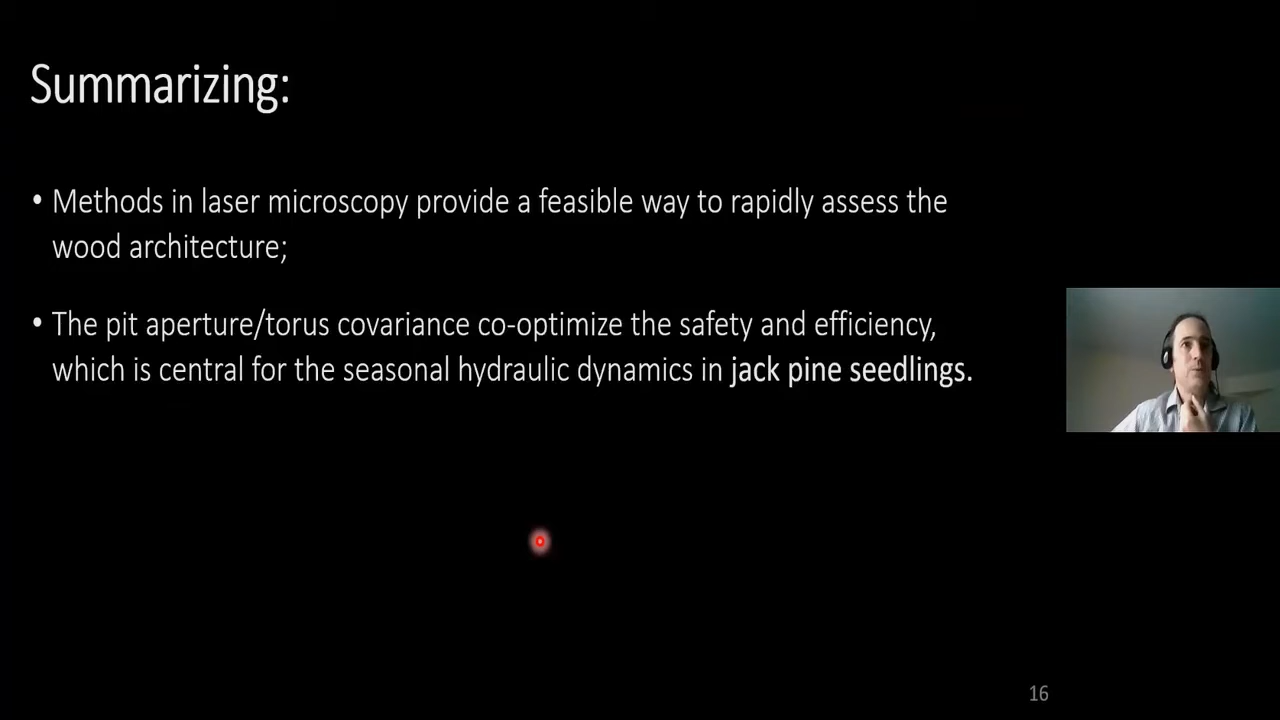 Summarizing:
• Methods in laser microscopy provide a feasible way to rapidly assess the
wood architecture;
• The pit aperture/torus covariance co-optimize the safety and efficiency,
which is central for the seasonal hydraulic dynamics in jack pine seedlings.
16